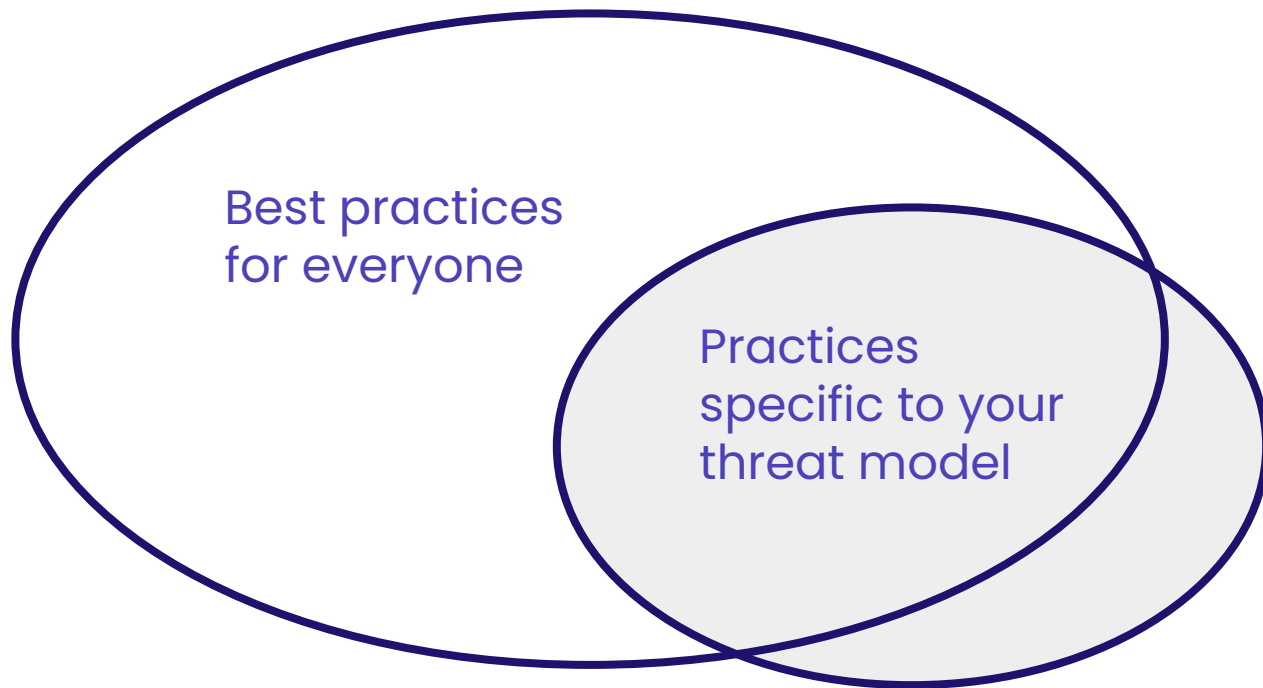 Best practices
for everyone
Practices
specific to your
threat model